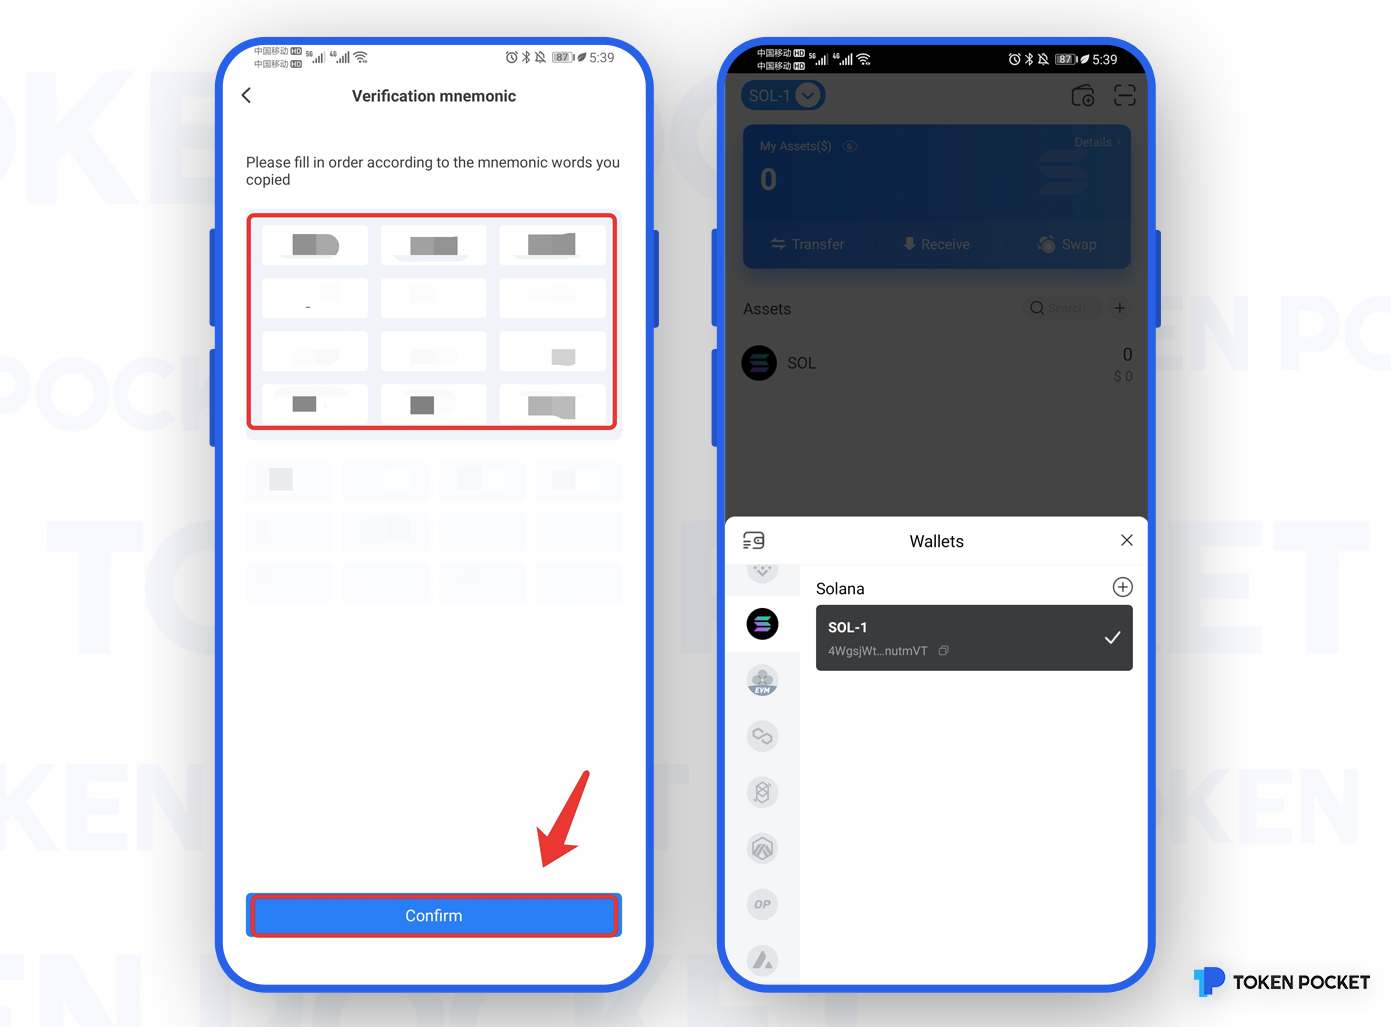 中国移动 HD 5G 4G
中国移动 HD
87 5:39
Verification mnemonic
Please fill in order according to the mnemonic words you
copied
Confirm
中国移动 HD 5G 4G
中国移动 HD
87 5:39
SOL-1
My Assets($)
Details
0
Transfer
Receive
Swap
Assets
Search
SOL
0
$ 0
Wallets
Solana
SOL-1
4WgsjWt...nutmVT
EVM
OP
TOKEN POCKET
TOKEN POCKET